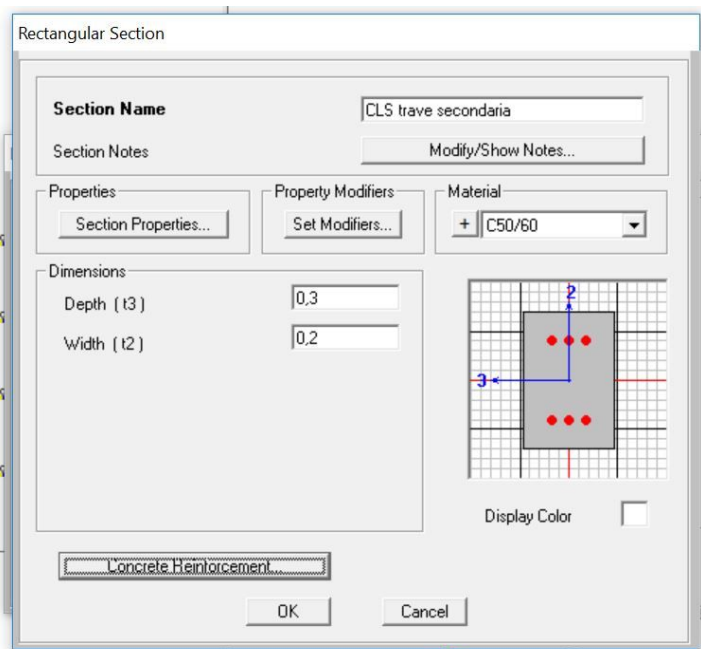 Rectangular Section
Section Name CLS trave secondaria
Section Notes Modify/Show Notes...
Properties Property Modifiers Material
Section Properties... Set Modifiers... + C50/60
Dimensions
Depth ( t3 ) 0,3
Width ( t2 ) 0,2
2
3
Display Color
Concrete Reinforcement...
OK Cancel